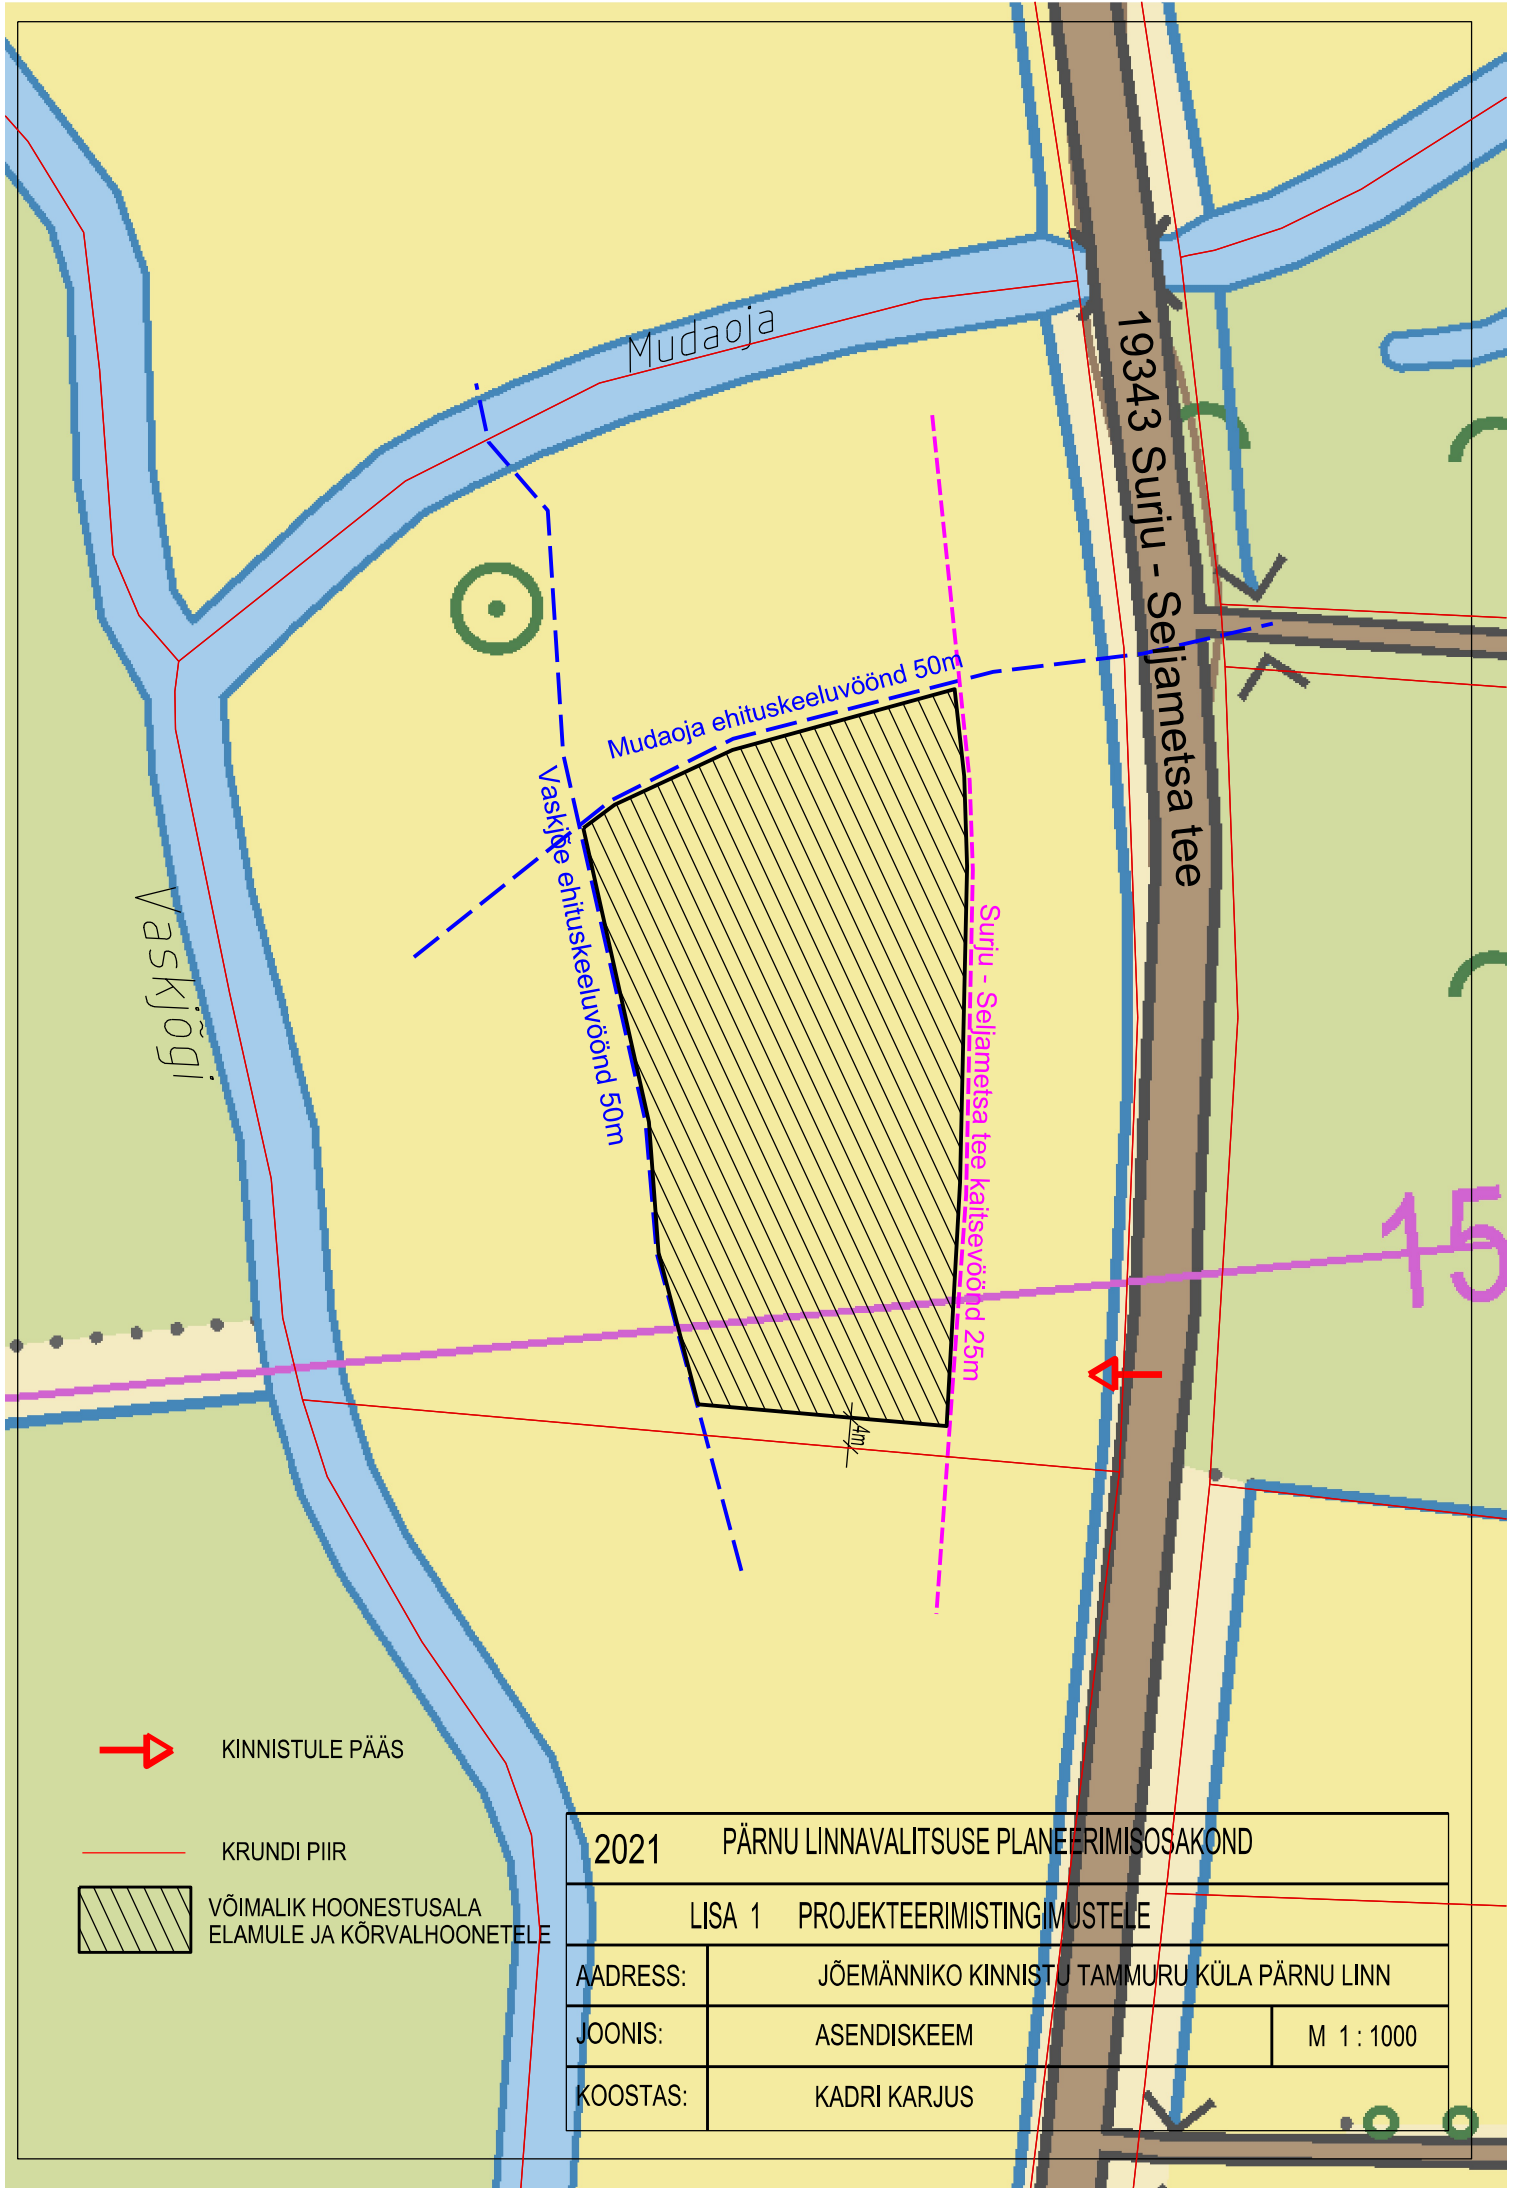 Mudaoja
19343 Surju - Seljametsa tee
Mudaoja ehituskeeluvöönd 50m
Vaskjõe ehituskeeluvöönd 50m
Vaskjõgi
Surju - Seljametsa tee kaitsevöönd 25m
15
4m
KINNISTULE PÄÄS
KRUNDI PIIR
VÕIMALIK HOONESTUSALA
ELAMULE JA KÕRVALHOONETELE
2021 PÄRNU LINNAVALITSUSE PLANEERIMISOSAKOND
LISA 1 PROJEKTEERIMISTINGIMUSTELE
AADRESS: JÕEMÄNNIKO KINNISTU TAMMURU KÜLA PÄRNU LINN
JOONIS: ASENDISKEEM M 1 : 1000
KOOSTAS: KADRI KARJUS